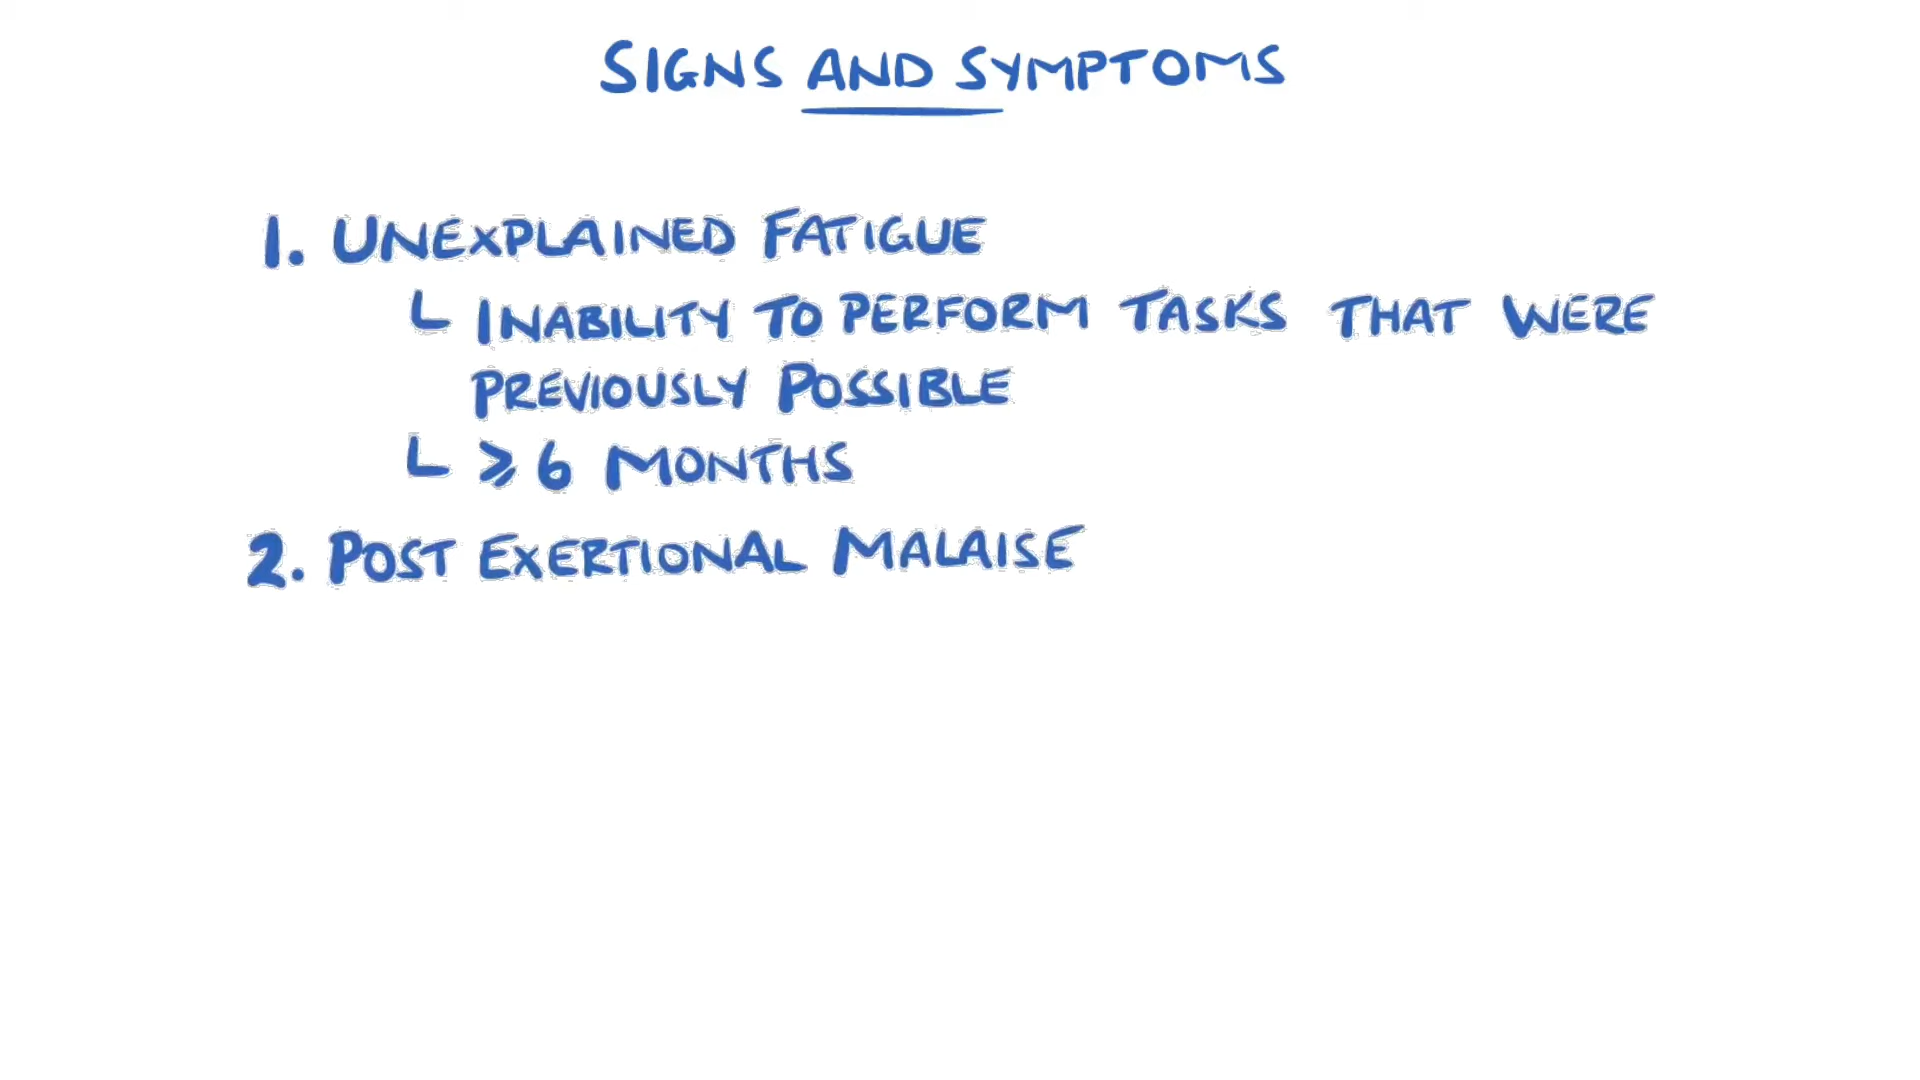 SIGNS AND SYMPTOMS
1. UNEXPLAINED FATIGUE
└ INABILITY TO PERFORM TASKS THAT WERE
PREVIOUSLY POSSIBLE
└ ⩾ 6 MONTHS
2. POST EXERTIONAL MALAISE